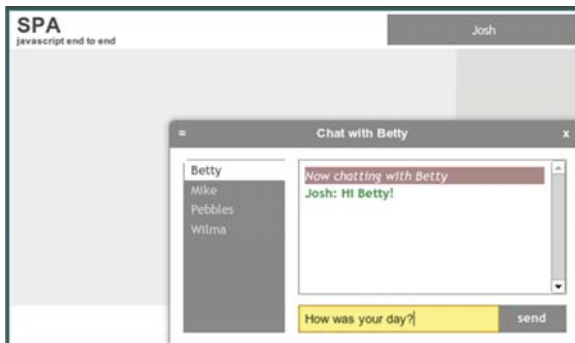 SPA
javascript end to end
Josh
=
Chat with Betty
x
Betty
Mike
Pebbles
Wilma
Now chatting with Betty
Josh: Hi Betty!
How was your day?
send